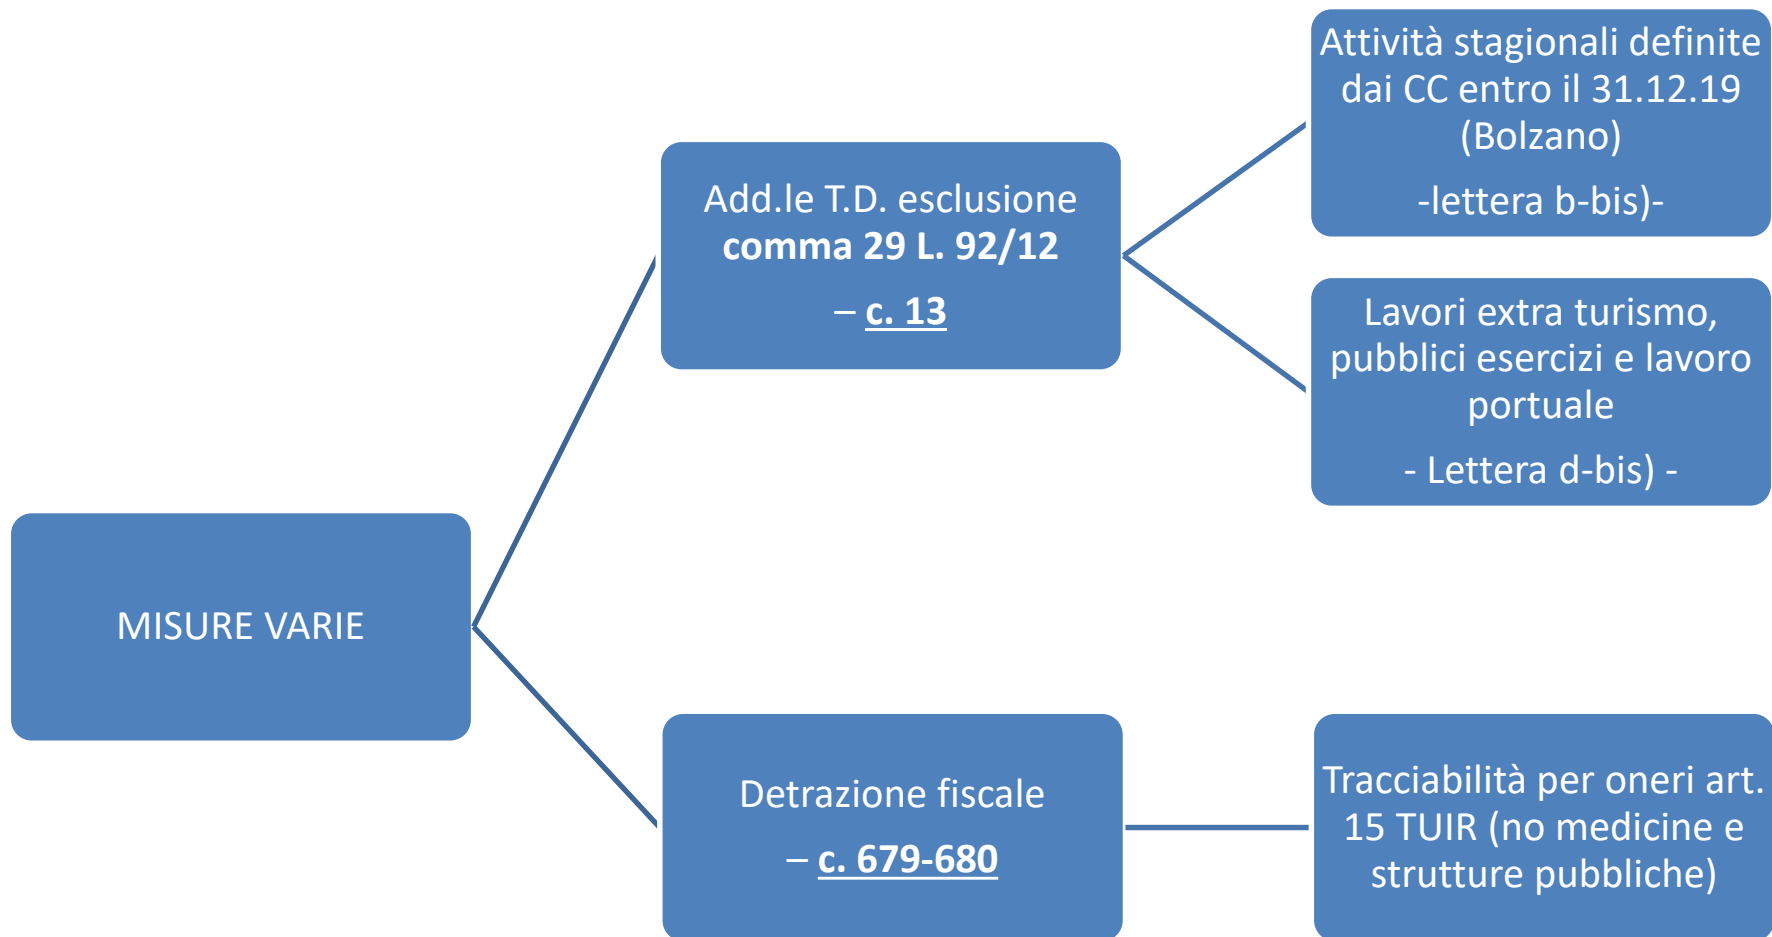 MISURE VARIE
Add.le T.D. esclusione
comma 29 L. 92/12
– c. 13
Attività stagionali definite
dai CC entro il 31.12.19
(Bolzano)
-lettera b-bis)-
Lavori extra turismo,
pubblici esercizi e lavoro
portuale
- Lettera d-bis) -
Detrazione fiscale
– c. 679-680
Tracciabilità per oneri art.
15 TUIR (no medicine e
strutture pubbliche)